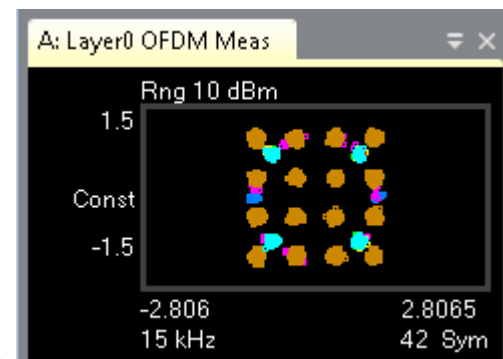 A: Layer0 OFDM Meas
Rng 10 dBm
1.5
Const
-1.5
-2.806 2.8065
15 kHz 42 Sym